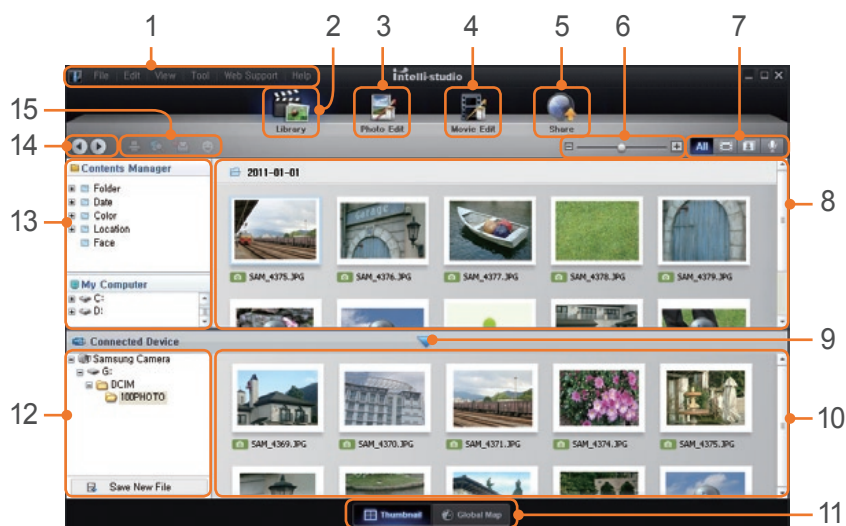 1 2 3 4 5 6 7
File Edit View Tool Web Support Help
intelli-studio
Library Photo Edit Movie Edit Share
15
14
All
Contents Manager
2011-01-01
Folder
Date
Color
Location
Face
13
8
SAM_4375.JPG SAM_4376.JPG SAM_4377.JPG SAM_4378.JPG SAM_4379.JPG
My Computer
C:
D:
Connected Device
9
Samsung Camera
G:
DCIM
100PHOTO
12
10
SAM_4369.JPG SAM_4370.JPG SAM_4371.JPG SAM_4374.JPG SAM_4375.JPG
Save New File
Thumbnail Global Map
11